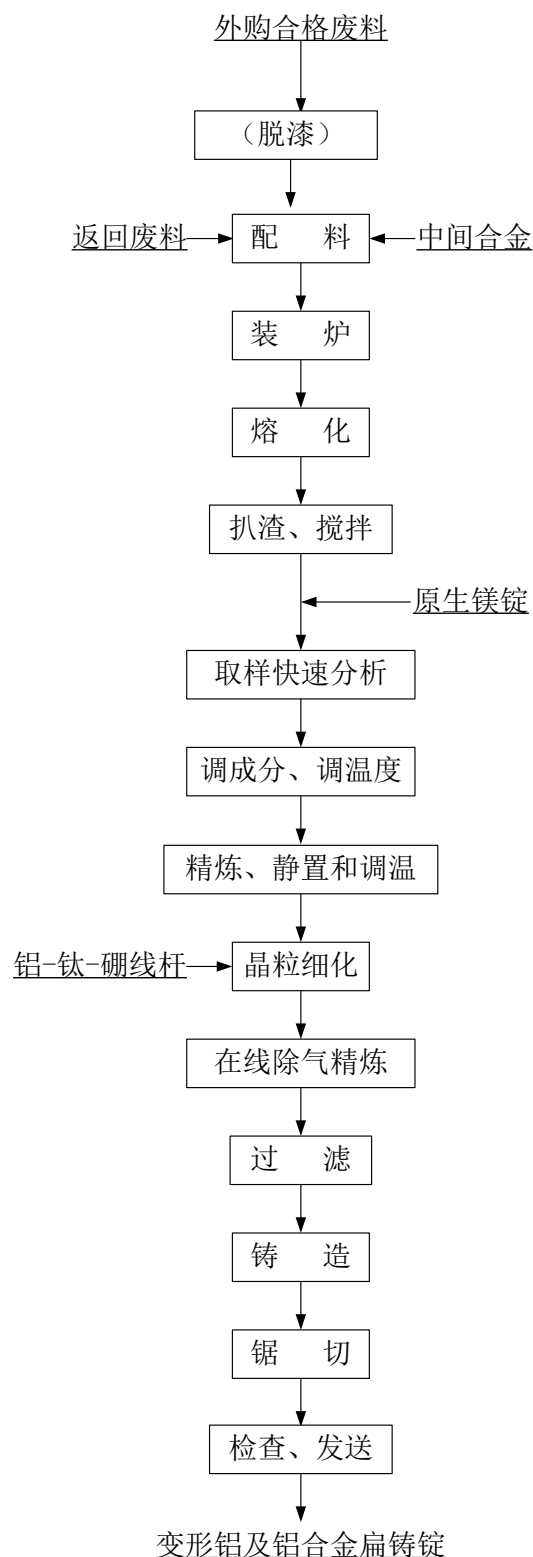 外购合格废料
（脱漆）
返回废料 配 料 中间合金
装 炉
熔 化
扒渣、搅拌
原生镁锭
取样快速分析
调成分、调温度
精炼、静置和调温
铝-钛-硼线杆 晶粒细化
在线除气精炼
过 滤
铸 造
锯 切
检查、发送
变形铝及铝合金扁铸锭